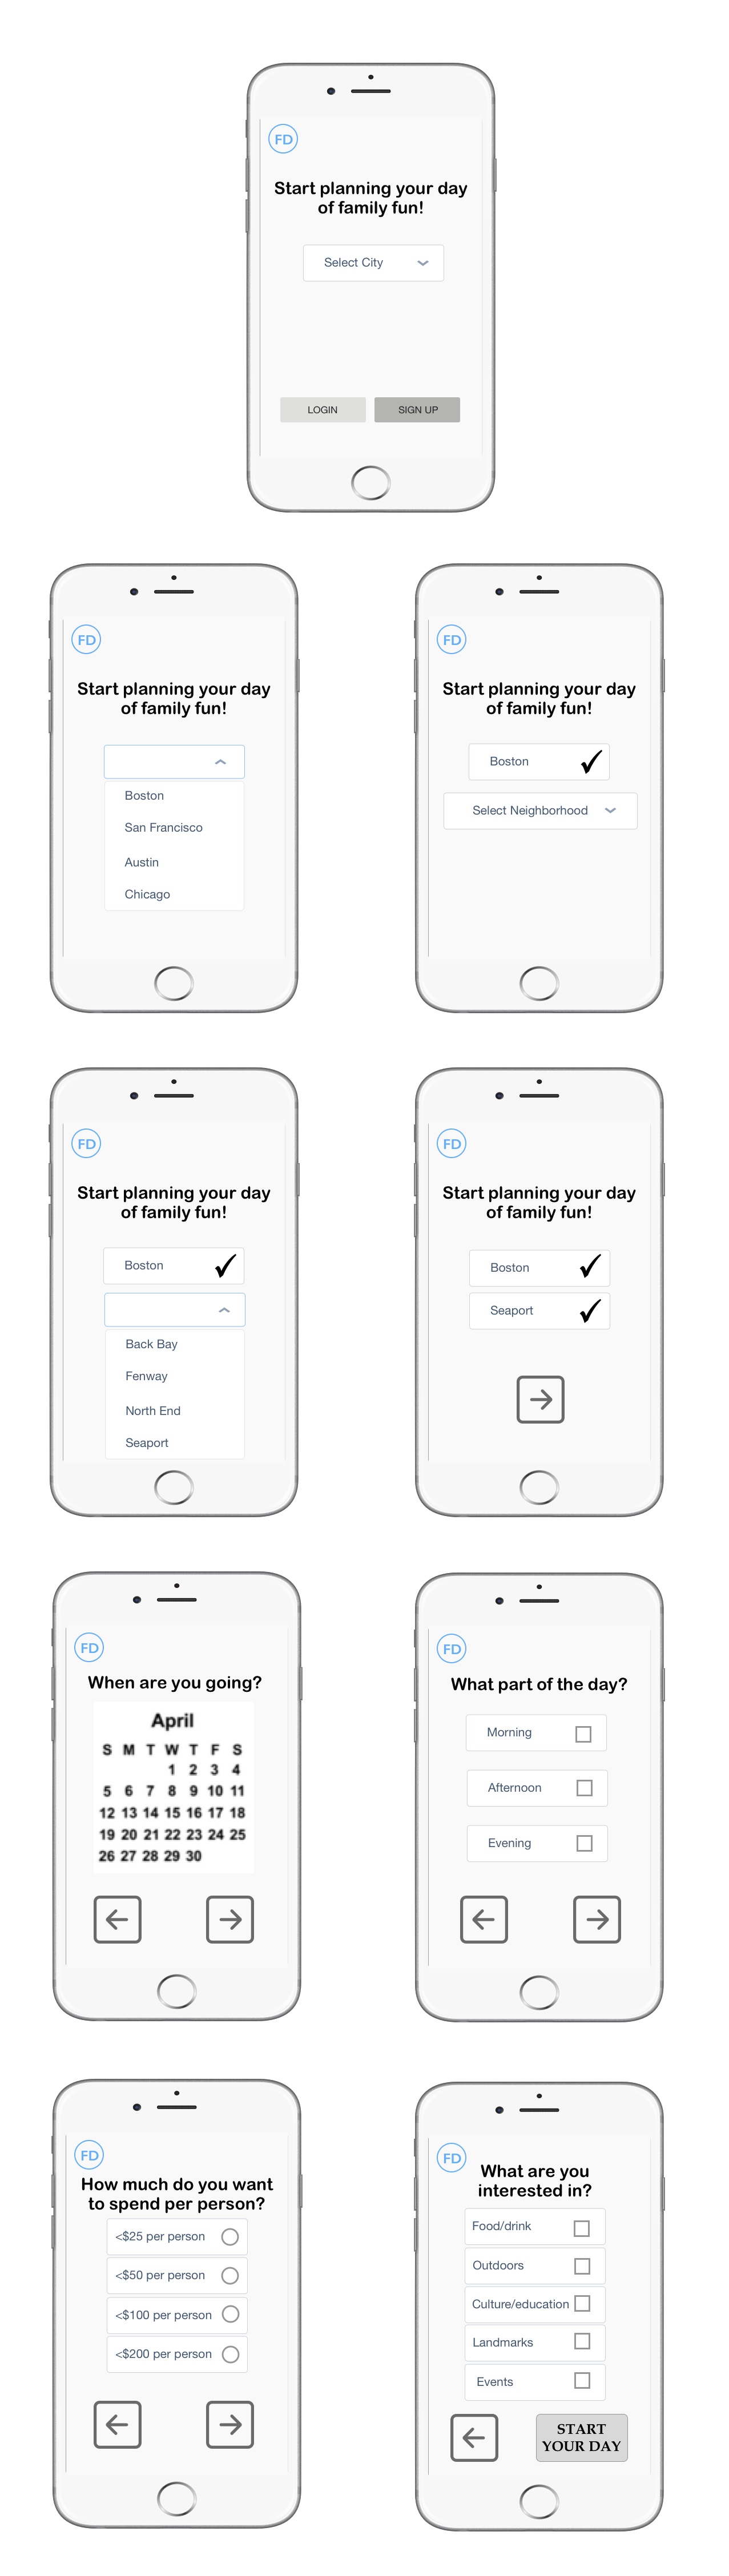 FD
Start planning your day
of family fun!
Select City
LOGIN
SIGN UP
FD
Start planning your day
of family fun!
Boston
San Francisco
Austin
Chicago
FD
Start planning your day
of family fun!
Boston
Select Neighborhood
FD
Start planning your day
of family fun!
Boston
Back Bay
Fenway
North End
Seaport
FD
Start planning your day
of family fun!
Boston
Seaport
FD
When are you going?
April
S M T W T F S
1 2 3 4
5 6 7 8 9 10 11
12 13 14 15 16 17 18
19 20 21 22 23 24 25
26 27 28 29 30
FD
What part of the day?
Morning
Afternoon
Evening
FD
How much do you want
to spend per person?
<$25 per person
<$50 per person
<$100 per person
<$200 per person
FD
What are you
interested in?
Food/drink
Outdoors
Culture/education
Landmarks
Events
START
YOUR DAY